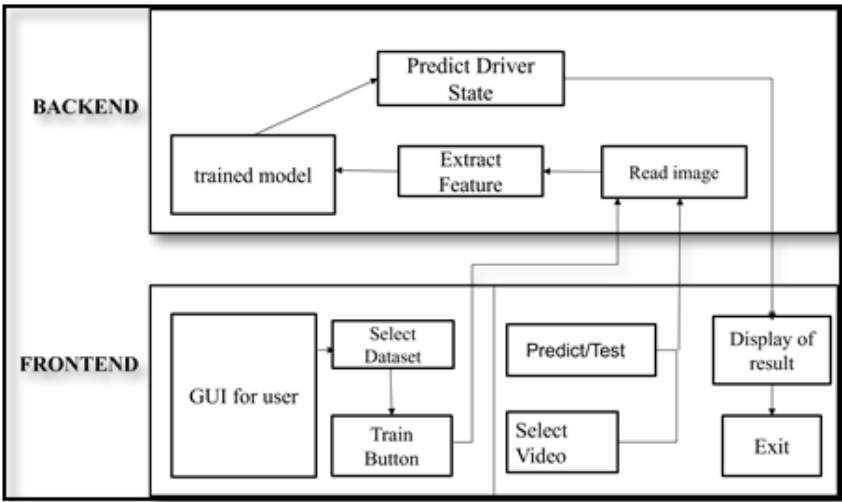 BACKEND
Predict Driver
State
trained model
Extract
Feature
Read image
FRONTEND
GUI for user
Select
Dataset
Train
Button
Predict/Test
Select
Video
Display of
result
Exit